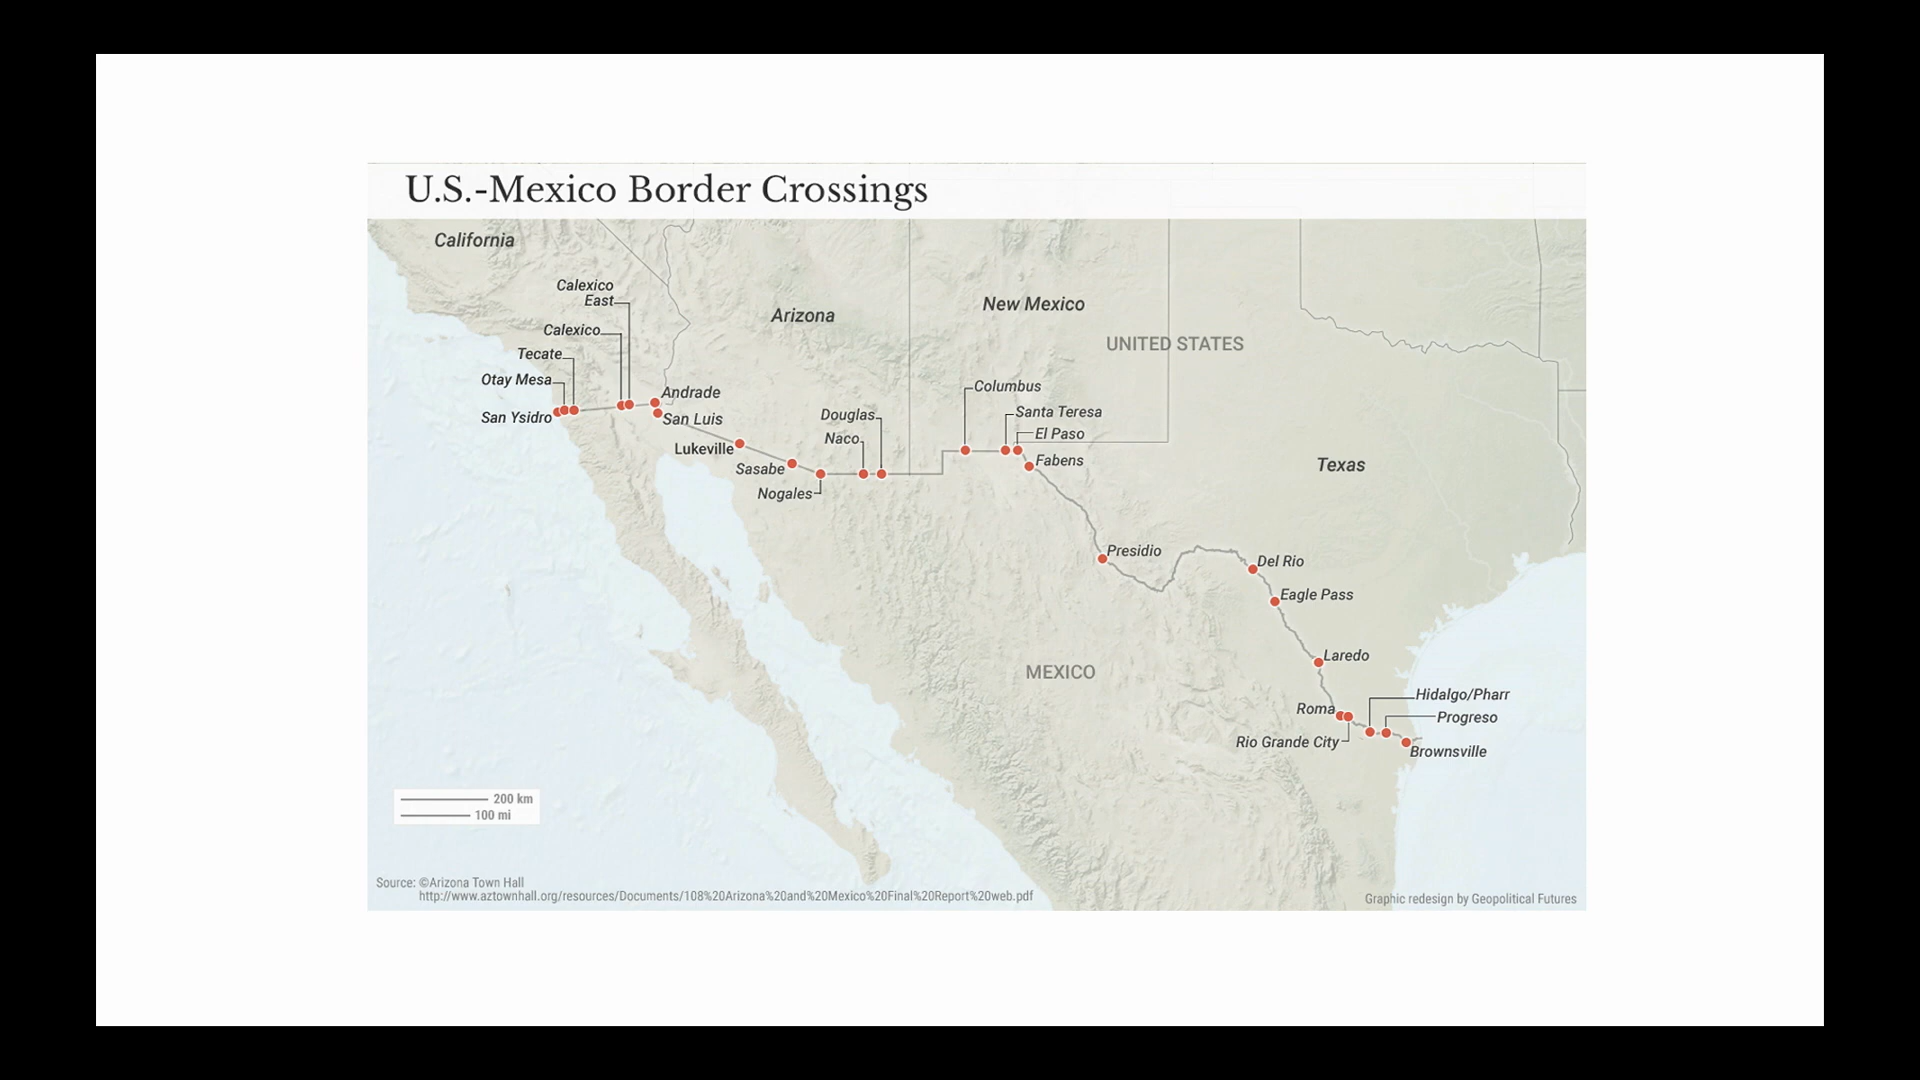 U.S.-Mexico Border Crossings
California
Calexico
East
Arizona
New Mexico
Calexico
UNITED STATES
Tecate
Otay Mesa
Andrade
Columbus
San Ysidro
San Luis
Douglas
Santa Teresa
Naco
El Paso
Lukeville
Fabens
Sasabe
Texas
Nogales
Presidio
Del Rio
Eagle Pass
Laredo
MEXICO
Hidalgo/Pharr
Roma
Progreso
Rio Grande City
Brownsville
200 km
100 mi
Source: ©Arizona Town Hall
http://www.aztownhall.org/resources/Documents/108%20Arizona%20and%20Mexico%20Final%20Report%20web.pdf
Graphic redesign by Geopolitical Futures